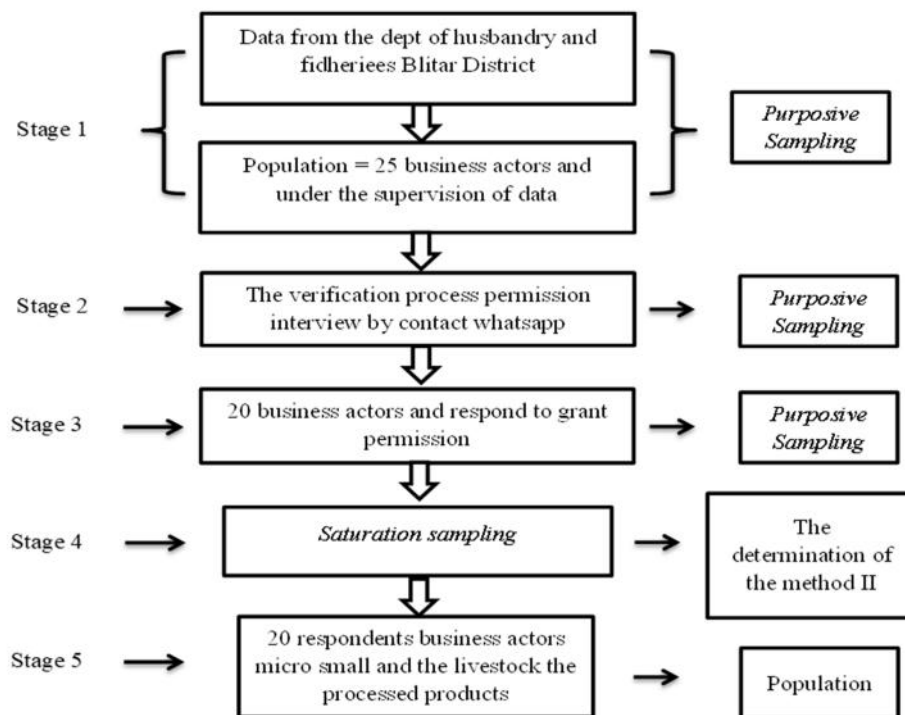 Data from the dept of husbandry and
fidheriees Blitar District
Stage 1
Purposive
Sampling
Population = 25 business actors and
under the supervision of data
Stage 2
The verification process permission
interview by contact whatsapp
Purposive
Sampling
Stage 3
20 business actors and respond to grant
permission
Purposive
Sampling
Stage 4
Saturation sampling
The
determination of
the method II
Stage 5
20 respondents business actors
micro small and the livestock the
processed products
Population